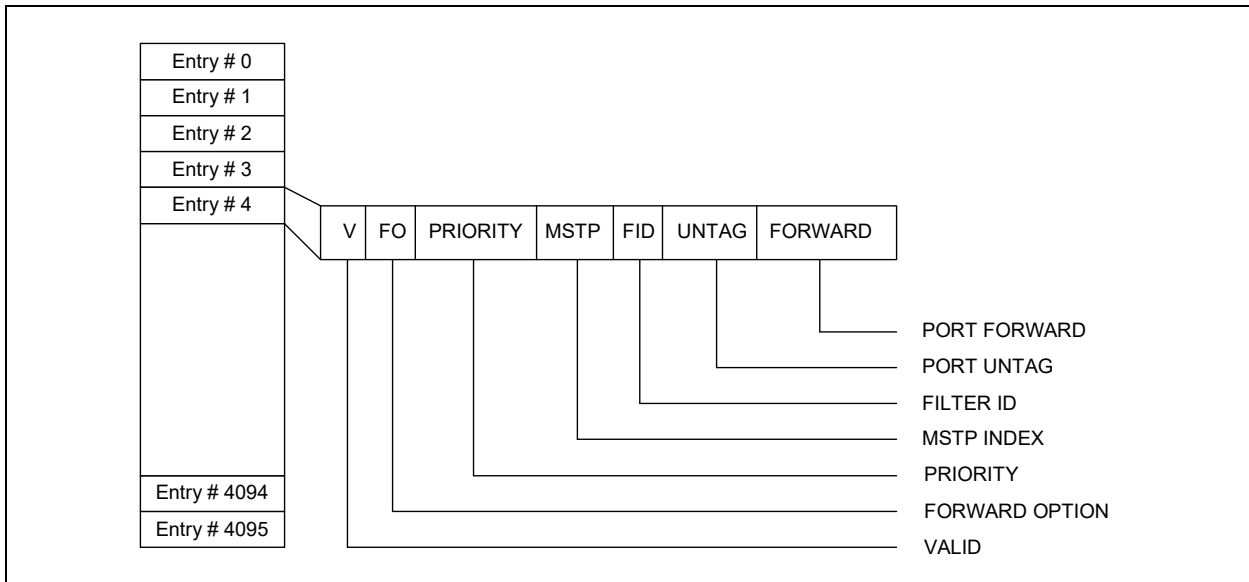 Entry # 0
Entry # 1
Entry # 2
Entry # 3
Entry # 4
V FO PRIORITY MSTP FID UNTAG FORWARD
PORT FORWARD
PORT UNTAG
FILTER ID
MSTP INDEX
PRIORITY
FORWARD OPTION
VALID
Entry # 4094
Entry # 4095